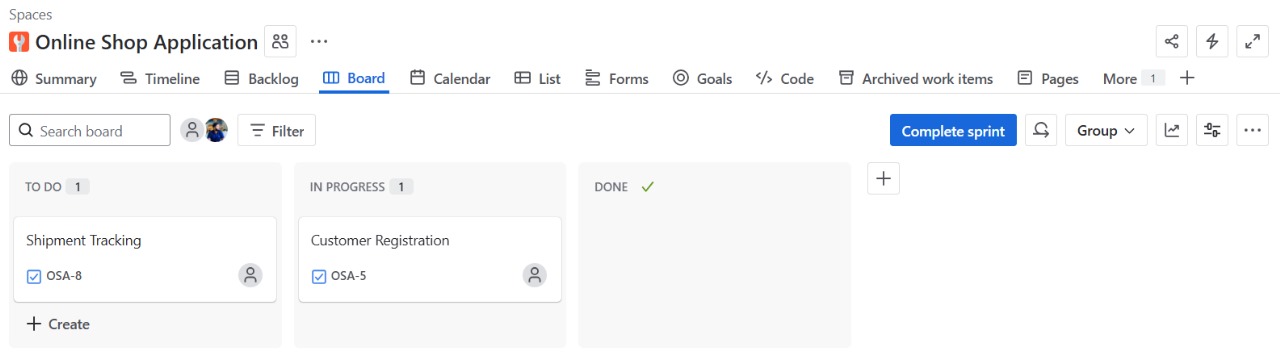 Spaces
Online Shop Application
Summary Timeline Backlog Board Calendar List Forms Goals Code Archived work items Pages More 1
Search board Filter Complete sprint Group
TO DO 1 IN PROGRESS 1 DONE
Shipment Tracking Customer Registration
OSA-8 OSA-5
Create